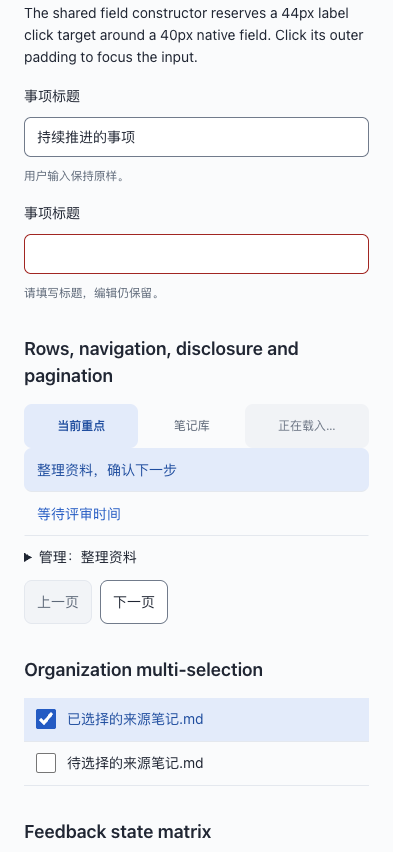 The shared field constructor reserves a 44px label
click target around a 40px native field. Click its outer
padding to focus the input.
事项标题
持续推进的事项
用户输入保持原样。
事项标题
请填写标题，编辑仍保留。
Rows, navigation, disclosure and
pagination
当前重点 笔记库 正在载入…
整理资料，确认下一步
等待评审时间
管理：整理资料
上一页 下一页
Organization multi-selection
已选择的来源笔记.md
待选择的来源笔记.md
Feedback state matrix